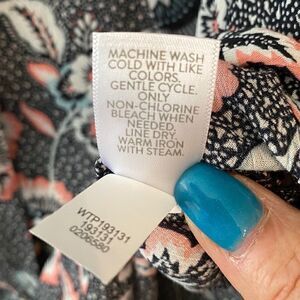 MACHINE WASH
COLD WITH LIKE
COLORS.
GENTLE CYCLE.
ONLY
NON-CHLORINE
BLEACH WHEN
NEEDED.
LINE DRY.
WARM IRON
WITH STEAM.
WTP193131
193131
0206580